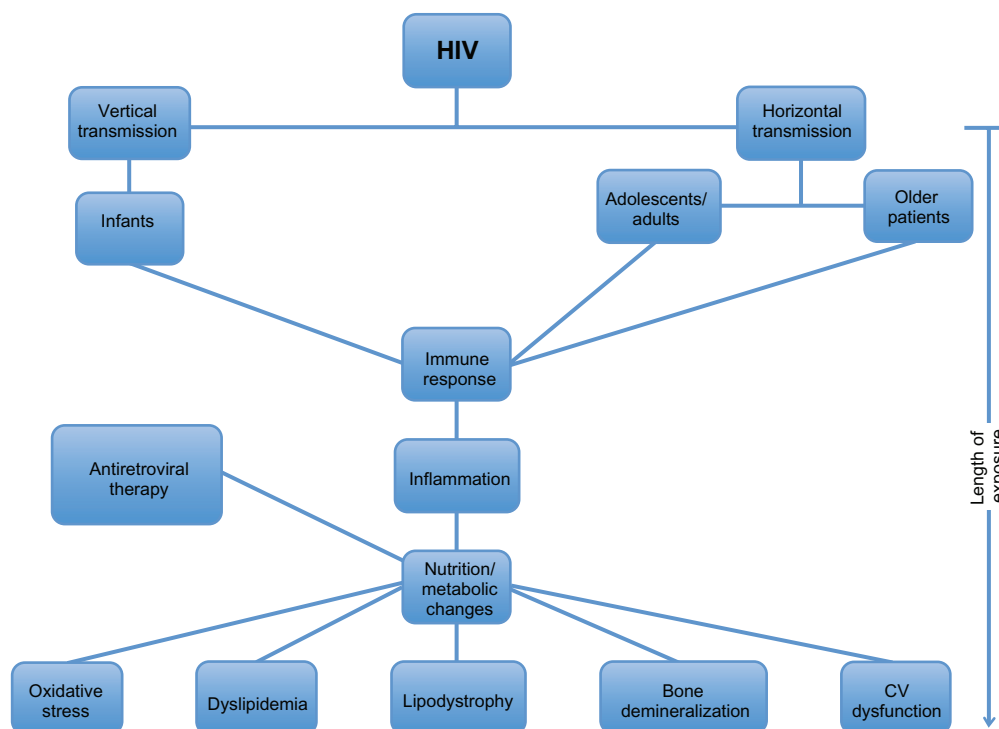 HIV
Vertical
transmission
Horizontal
transmission
Infants
Adolescents/
adults
Older
patients
Immune
response
Antiretroviral
therapy
Inflammation
Length of
exposure
Nutrition/
metabolic
changes
Oxidative
stress
Dyslipidemia
Lipodystrophy
Bone
demineralization
CV
dysfunction